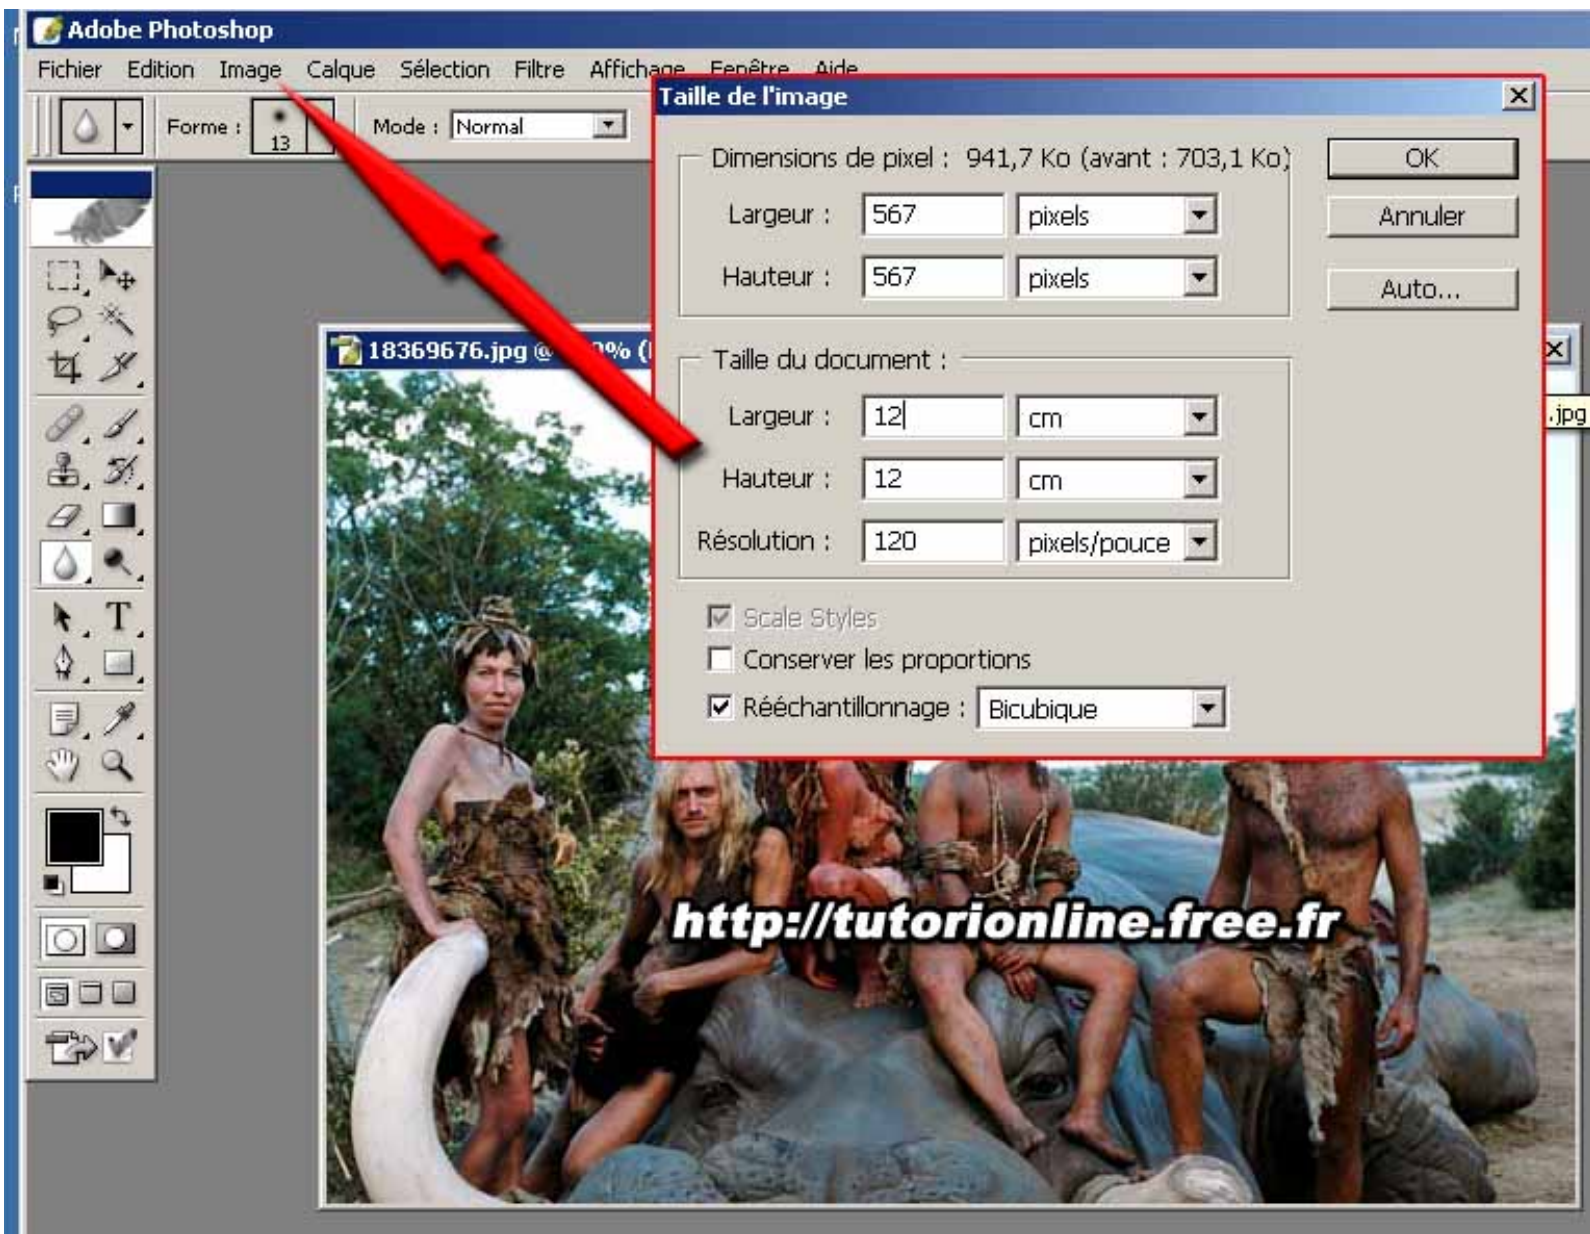 Adobe Photoshop
Fichier Edition Image Calque Sélection Filtre Affichage Fenêtre Aide
Forme : 13 Mode : Normal
Taille de l'image
Dimensions de pixel : 941,7 Ko (avant : 703,1 Ko)
Largeur : 567 pixels
Hauteur : 567 pixels
OK
Annuler
Auto...
18369676.jpg @
% (
Taille du document :
Largeur : 12 cm
Hauteur : 12 cm
Résolution : 120 pixels/pouce
Scale Styles
Conserver les proportions
Rééchantillonnage : Bicubique
.jpg
T
http://tutorionline.free.fr